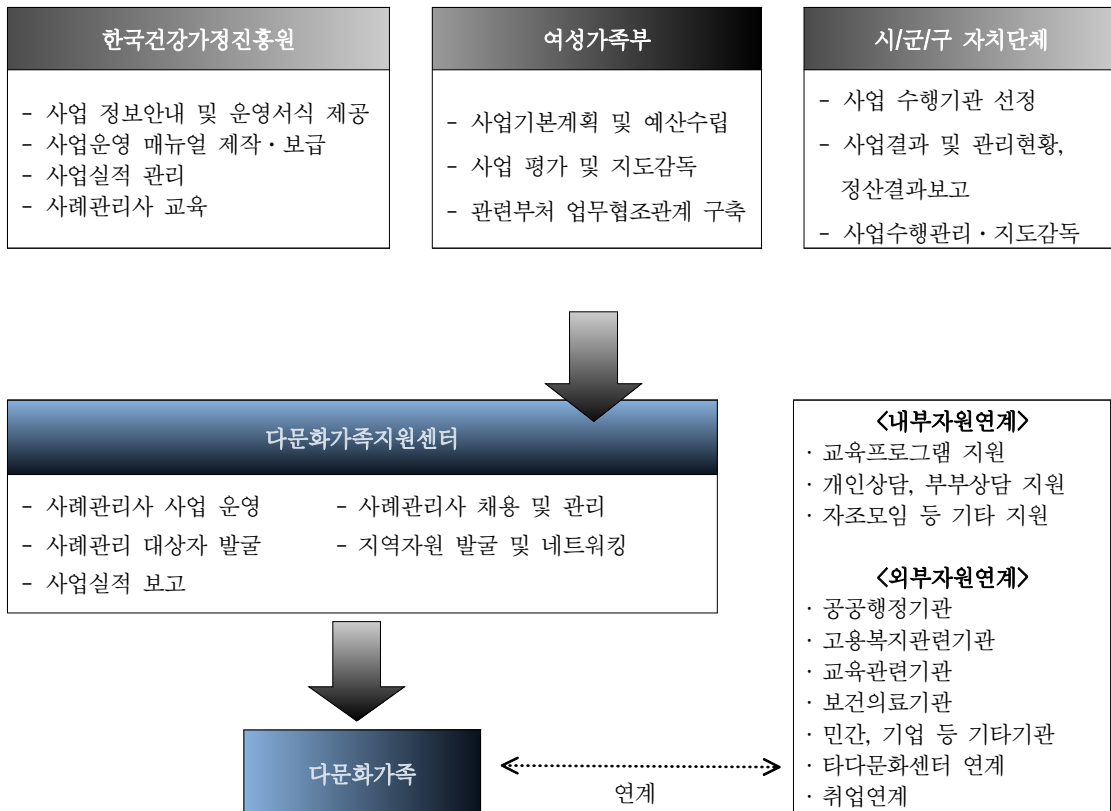 한국건강가정진흥원
- 사업 정보안내 및 운영서식 제공
- 사업운영 매뉴얼 제작·보급
- 사업실적 관리
- 사례관리사 교육
여성가족부
- 사업기본계획 및 예산수립
- 사업 평가 및 지도감독
- 관련부처 업무협조관계 구축
시/군/구 자치단체
- 사업 수행기관 선정
- 사업결과 및 관리현황,
정산결과보고
- 사업수행관리·지도감독
다문화가족지원센터
- 사례관리사 사업 운영
- 사례관리 대상자 발굴
- 사업실적 보고
- 사례관리사 채용 및 관리
- 지역자원 발굴 및 네트워킹
<내부자원연계>
· 교육프로그램 지원
· 개인상담, 부부상담 지원
· 자조모임 등 기타 지원
<외부자원연계>
· 공공행정기관
· 고용복지관련기관
· 교육관련기관
· 보건의료기관
· 민간, 기업 등 기타기관
· 타다문화센터 연계
· 취업연계
다문화가족
연계